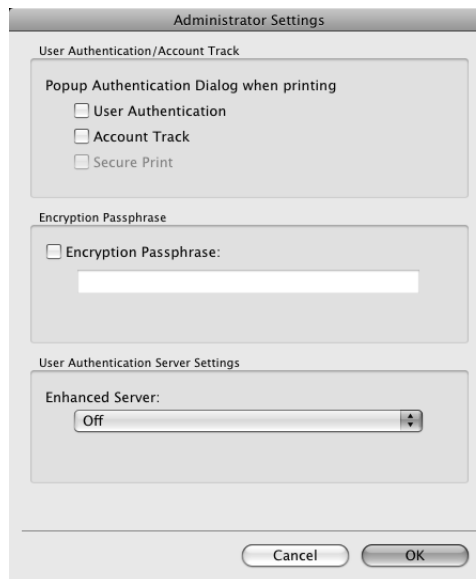 Administrator Settings
User Authentication/Account Track
Popup Authentication Dialog when printing
User Authentication
Account Track
Secure Print
Encryption Passphrase
Encryption Passphrase:
User Authentication Server Settings
Enhanced Server:
Off
Cancel
OK